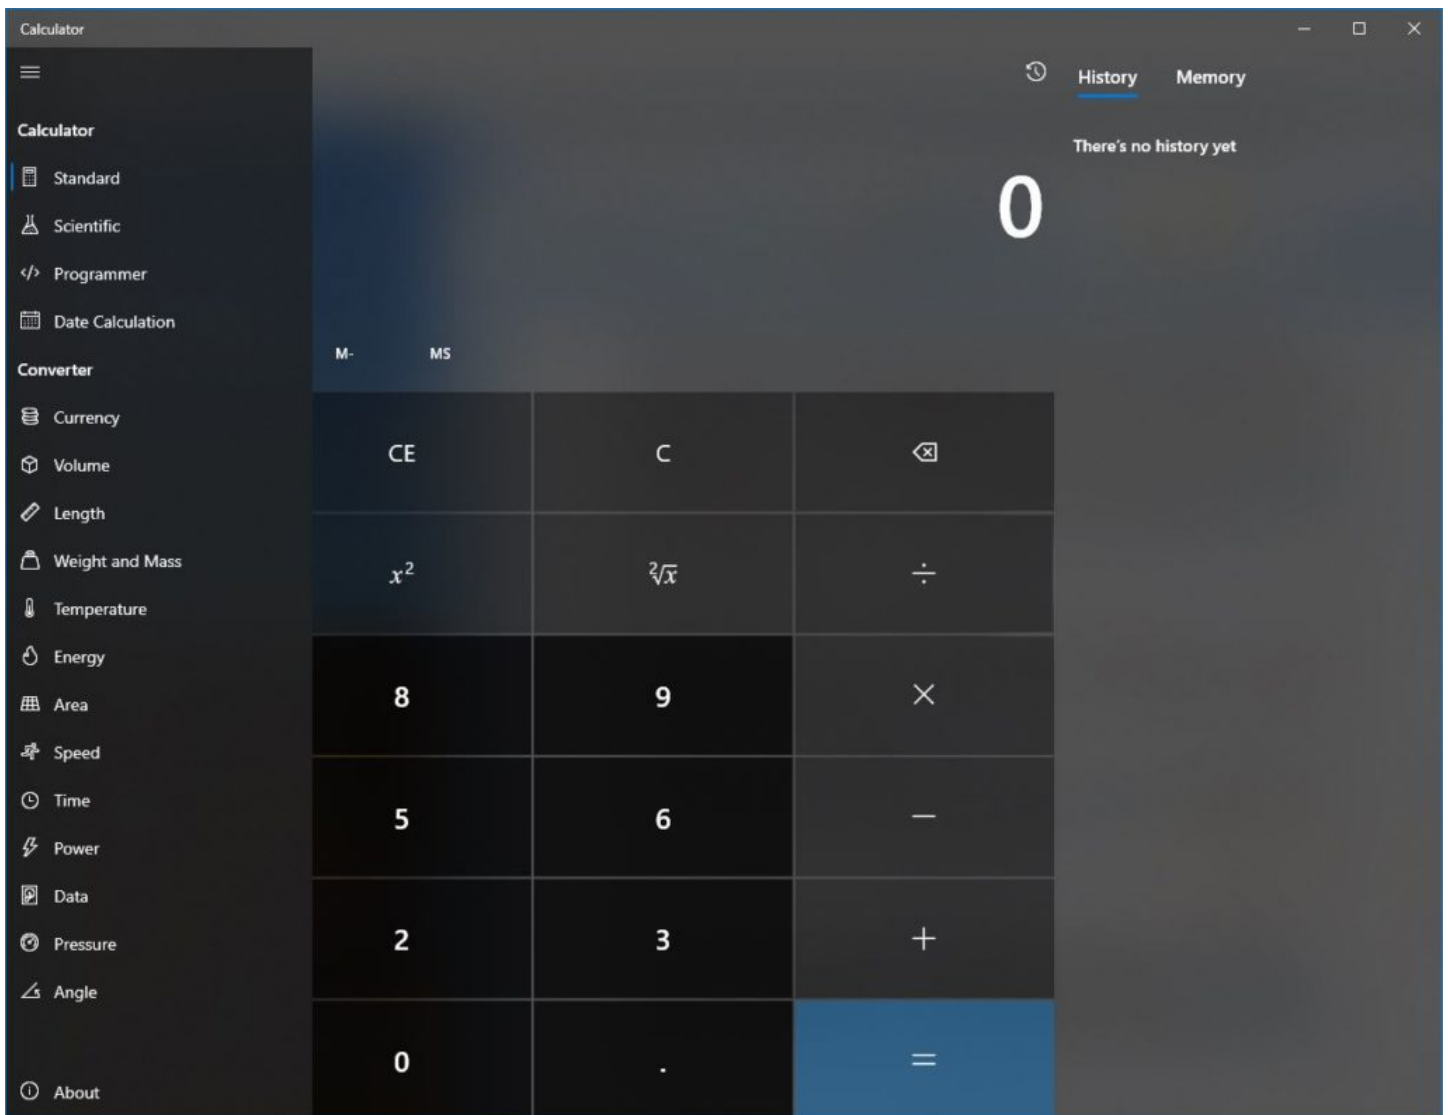 Calculator
History Memory
Calculator
There's no history yet
Standard
0
Scientific
Programmer
Date Calculation
M- MS
Converter
Currency
CE C
Volume
Length
Weight and Mass
x² ²√x ÷
Temperature
Energy
8 9 ×
Area
Speed
Time
5 6 −
Power
Data
2 3 +
Pressure
Angle
0 . =
About